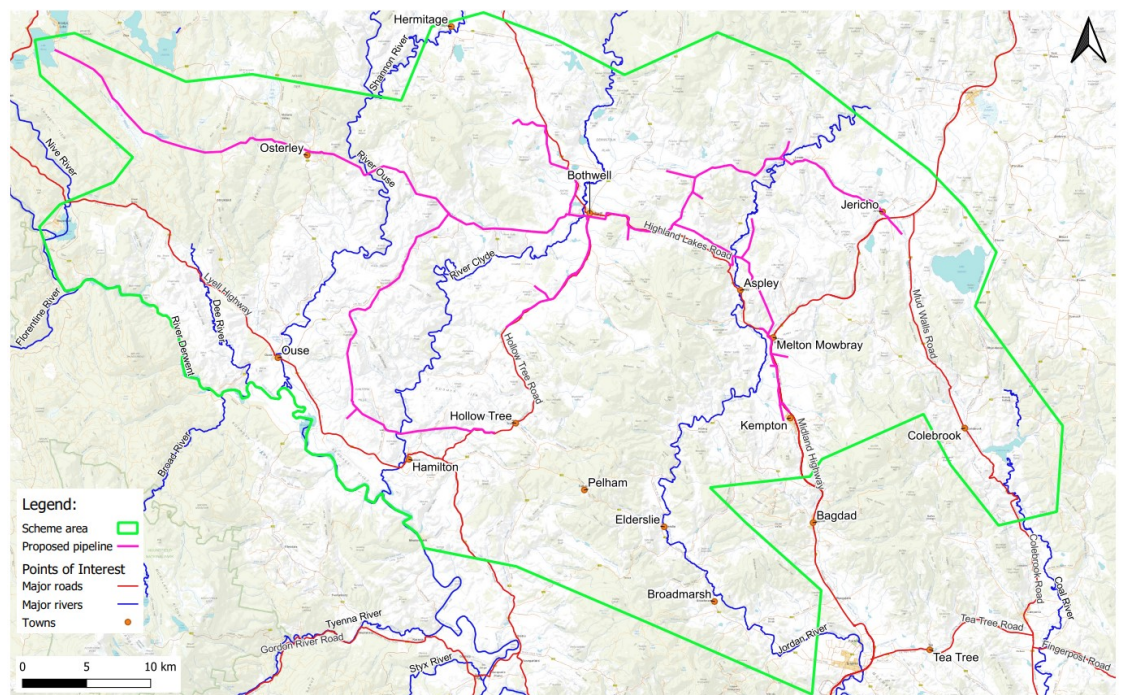 Hermitage
Shannon River
Nive River
Osterley
River Ouse
Bothwell
Jericho
Highland Lakes Road
River Clyde
Lyell Highway
Dee River
Florentine River
River Derwent
Aspley
Mud Walls Road
Ouse
Melton Mowbray
Hollow Tree Road
Hollow Tree
Kempton
Midland Highway
Colebrook
Broad River
Hamilton
Pelham
Elderslie
Bagdad
Colebrook Road
Coal River
Broadmarsh
Tyenna River
Gordon River Road
Styx River
Jordan River
Tea Tree Road
Tea Tree
Fingerpost Road
Legend:
Scheme area
Proposed pipeline
Points of Interest
Major roads
Major rivers
Towns
0 5 10 km